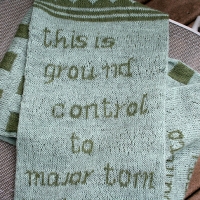 this is
ground
control
to
major tom